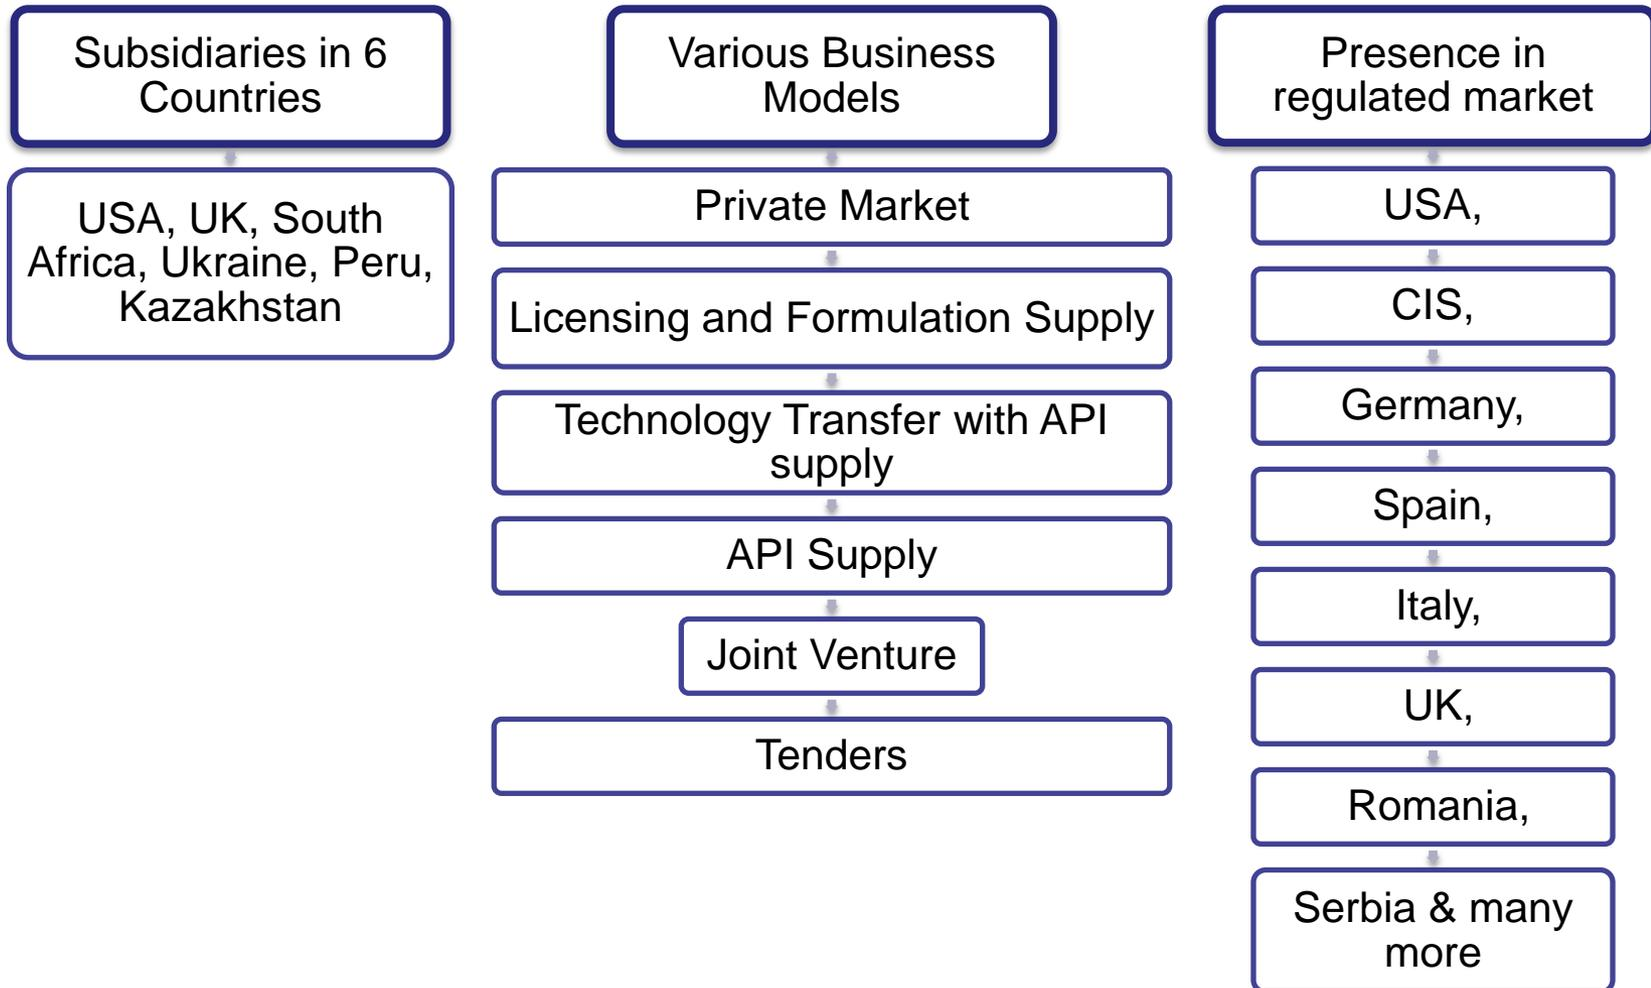 Subsidiaries in 6
Countries
USA, UK, South
Africa, Ukraine, Peru,
Kazakhstan
Various Business
Models
Private Market
Licensing and Formulation Supply
Technology Transfer with API
supply
API Supply
Joint Venture
Tenders
Presence in
regulated market
USA,
CIS,
Germany,
Spain,
Italy,
UK,
Romania,
Serbia & many
more